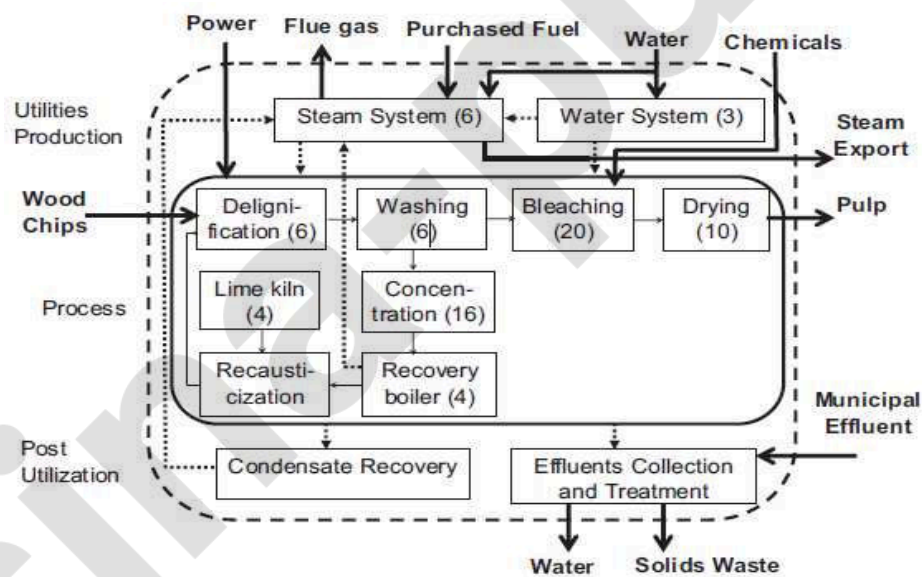 Power
Flue gas
Purchased Fuel
Water
Chemicals
Utilities
Production
Steam System (6)
Water System (3)
Steam
Export
Wood
Chips
Deligni-
fication (6)
Washing
(6)
Bleaching
(20)
Drying
(10)
Pulp
Process
Lime kiln
(4)
Concen-
tration (16)
Recausti-
cization
Recovery
boiler (4)
Municipal
Effluent
Post
Utilization
Condensate Recovery
Effluents Collection
and Treatment
Water
Solids Waste